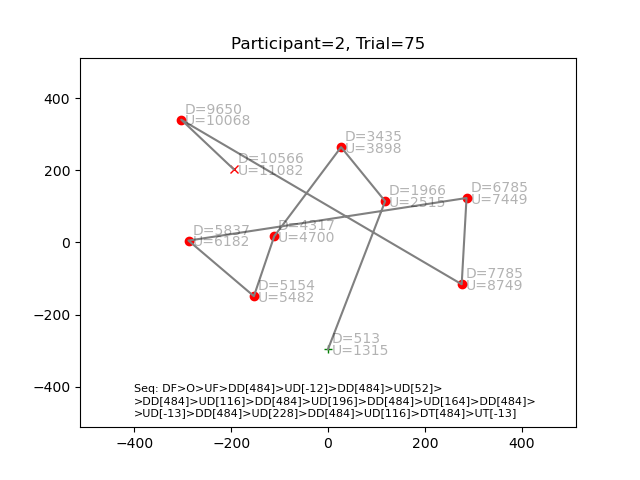 Participant=2, Trial=75
400
200
0
−200
−400
D=9650
U=10068
D=10566
U=11082
D=3435
U=3898
D=1966
U=2515
D=6785
U=7449
D=5837
U=6182
D=4317
U=4700
D=5154
U=5482
D=7785
U=8749
D=513
U=1315
Seq: DF>O>UF>DD[484]>UD[-12]>DD[484]>UD[52]>
>DD[484]>UD[116]>DD[484]>UD[196]>DD[484]>UD[164]>DD[484]>
>UD[-13]>DD[484]>UD[228]>DD[484]>UD[116]>DT[484]>UT[-13]
−400 −200 0 200 400